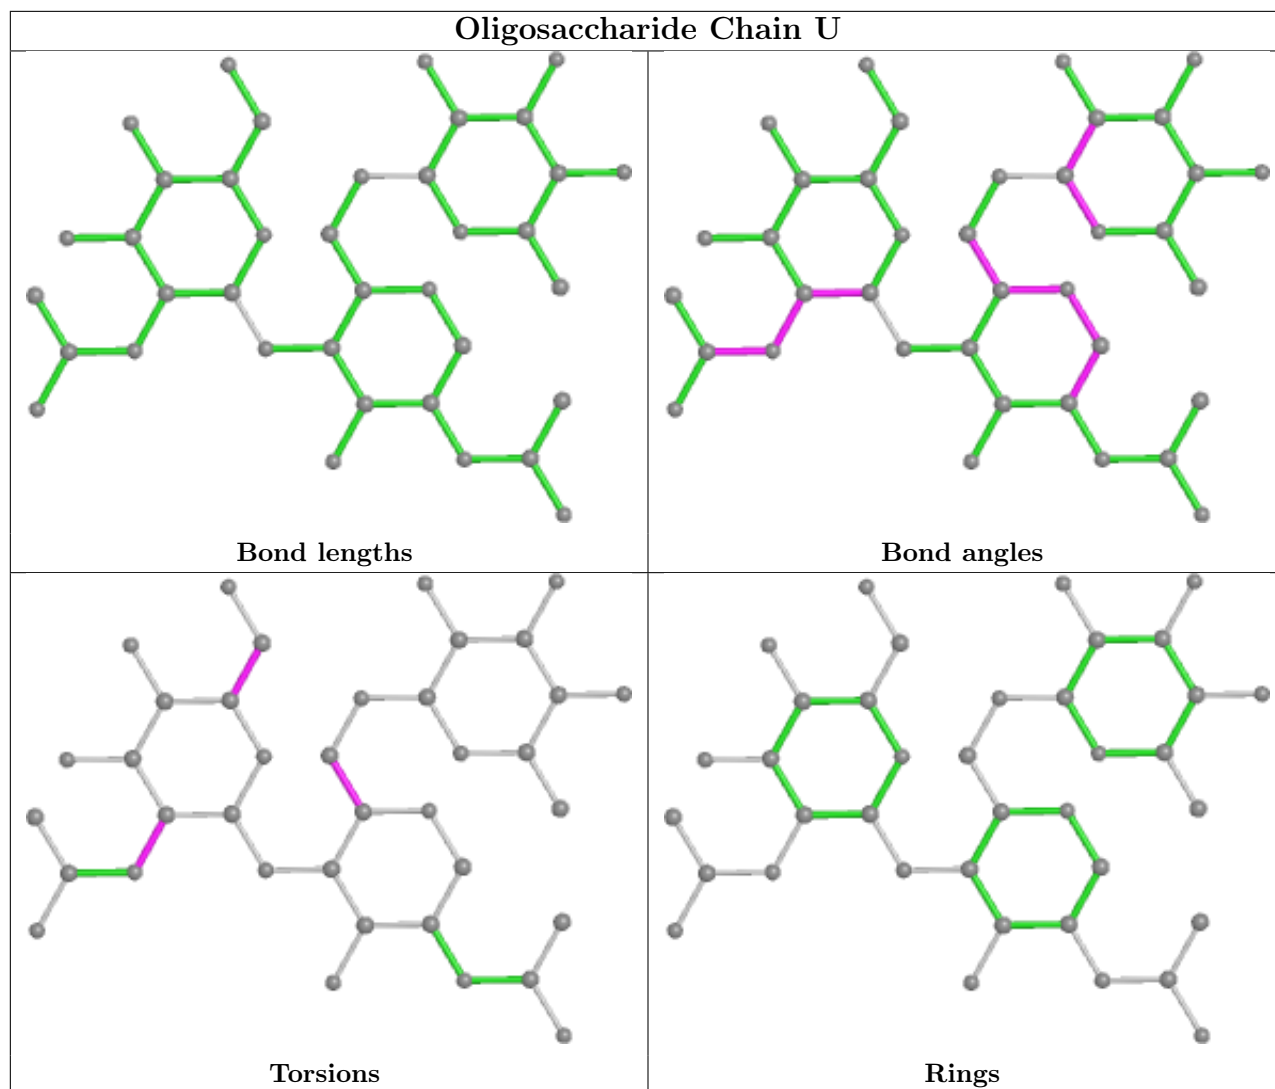 Oligosaccharide Chain U
Bond lengths
Bond angles
Torsions
Rings